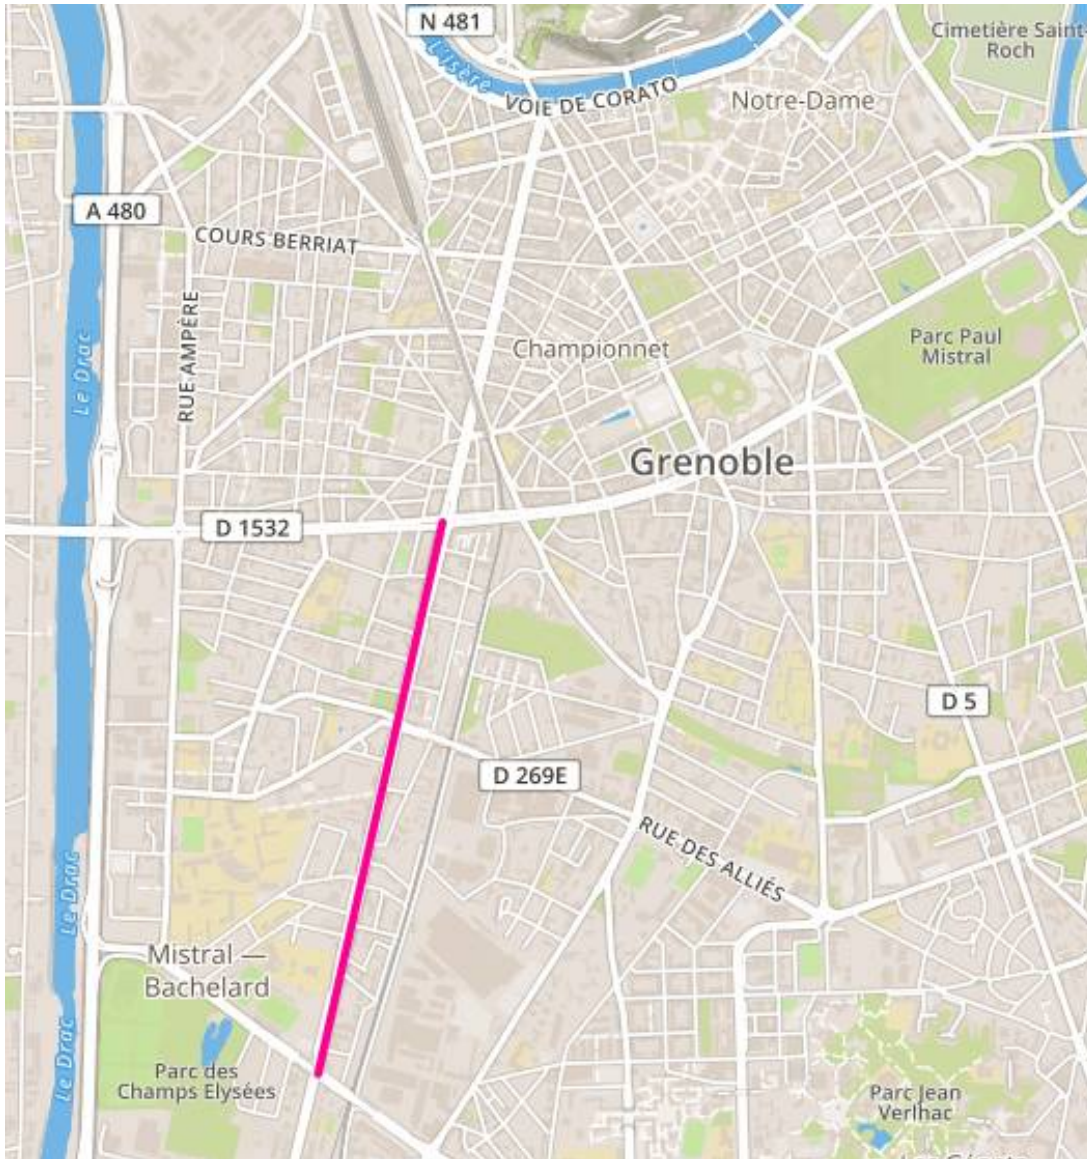 N 481
L'Isère
VOIE DE CORATO
Cimetière Saint-
Roch
Notre-Dame
A 480
COURS BERRIAT
RUE AMPÈRE
Le Drac
Championnet
Parc Paul
Mistral
Grenoble
D 1532
D 5
D 269E
RUE DES ALLIÉS
Le Drac
Mistral —
Bachelard
Le Drac
Parc des
Champs Elysées
Parc Jean
Verlhac